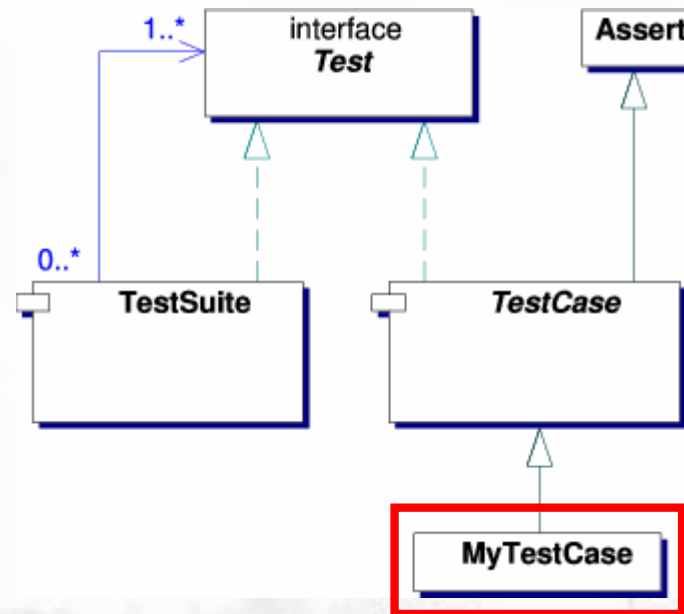 1..*
interface
Test
Assert
0..*
TestSuite
TestCase
MyTestCase